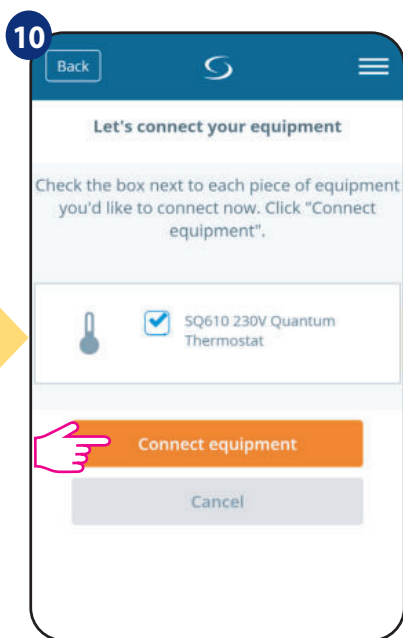 10
Back
Let's connect your equipment
Check the box next to each piece of equipment
you'd like to connect now. Click "Connect
equipment".
SQ610 230V Quantum
Thermostat
Connect equipment
Cancel